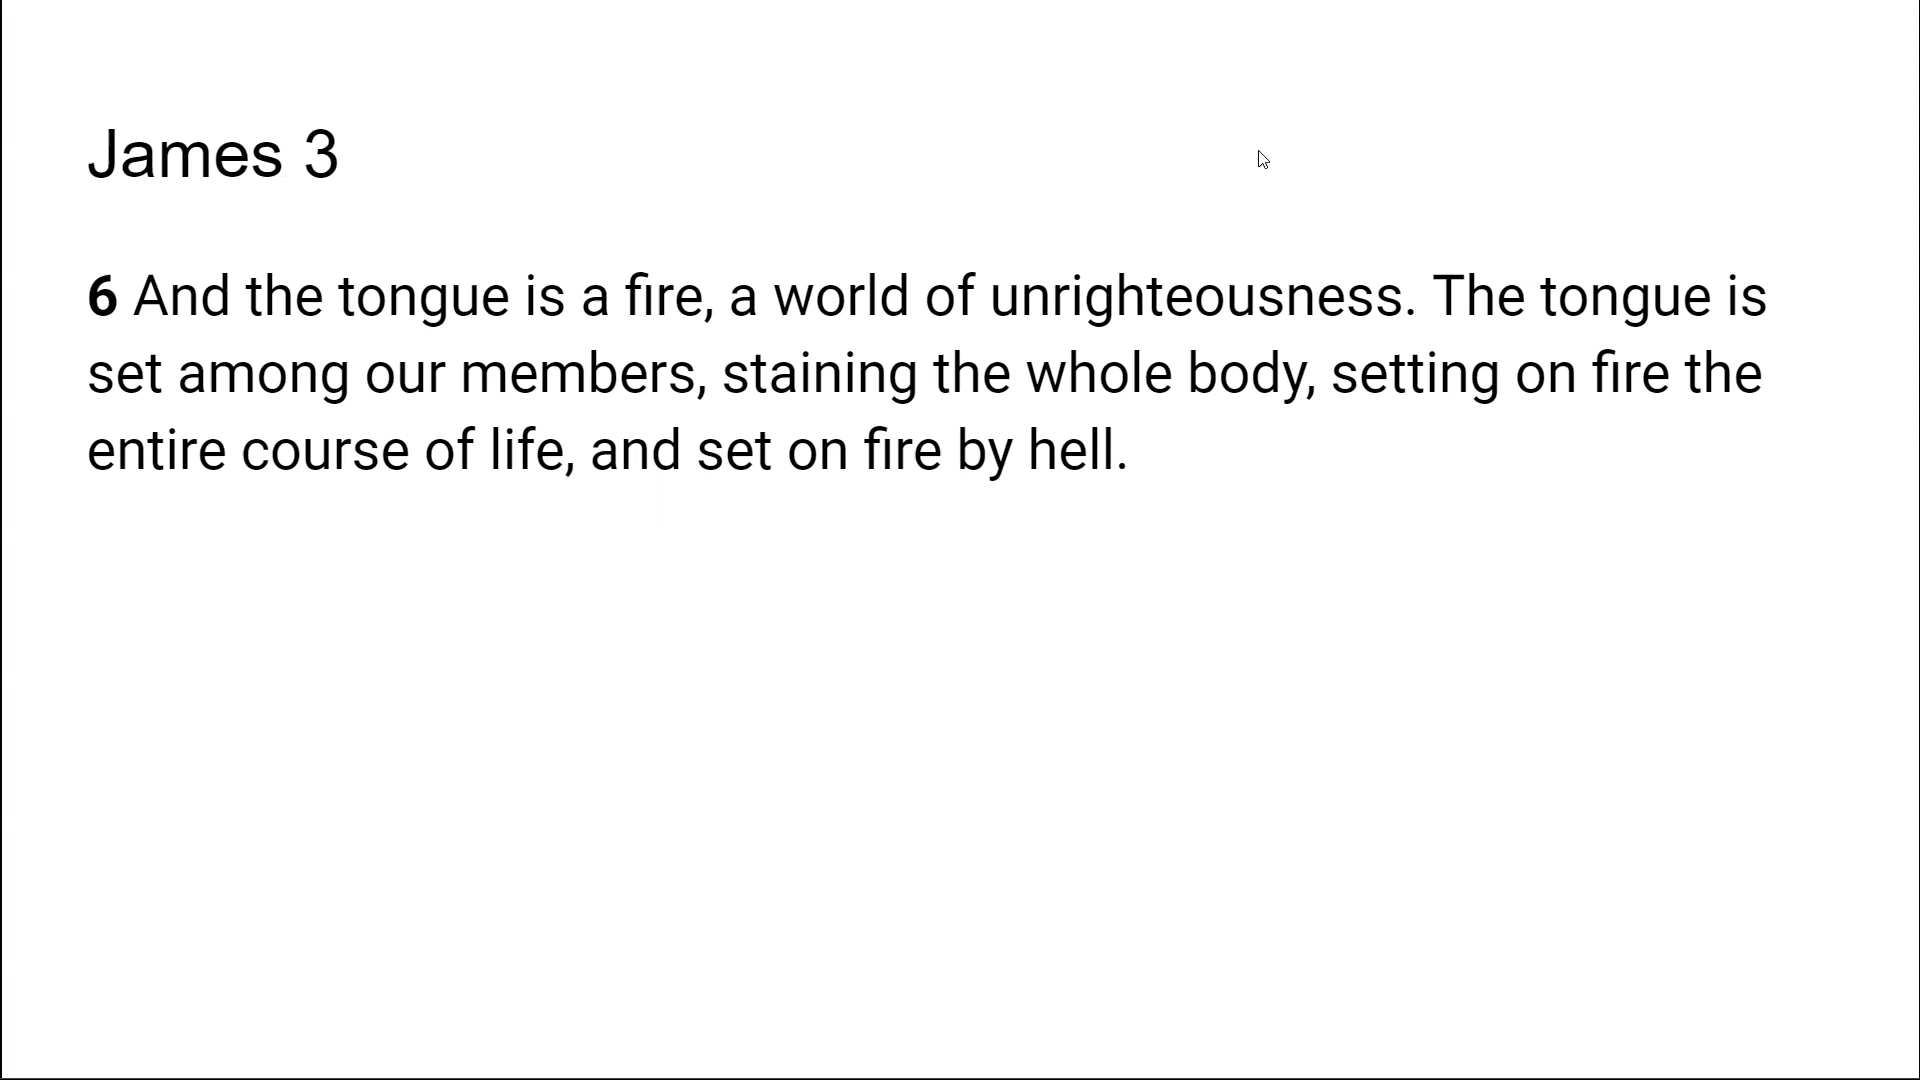 James 3
6 And the tongue is a fire, a world of unrighteousness. The tongue is
set among our members, staining the whole body, setting on fire the
entire course of life, and set on fire by hell.